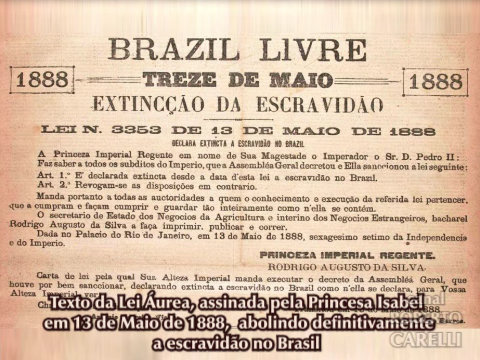 BRAZIL LIVRE
1888 TREZE DE MAIO 1888
EXTINCÇÃO DA ESCRAVIDÃO
LEI N. 3353 DE 13 DE MAIO DE 1888
DECLARA EXTINCTA A ESCRAVIDÃO NO BRAZIL
A Princeza Imperial Regente em nome de Sua Magestade o Imperador o Sr. D. Pedro II:
Faz saber a todos os subditos do Imperio, que a Assembléa Geral decretou e Ella sanccionou a lei seguinte:
Art. 1.º E' declarada extincta desde a data d'esta lei a escravidão no Brazil.
Art. 2.º Revogam-se as disposições em contrario.
Manda portanto a todas as auctoridades a quem o conhecimento e execução da referida lei pertencer,
que a cumpram e façam cumprir e guardar tão inteiramente como n'ella se contém.
O secretario de Estado dos Negocios da Agricultura e interino dos Negocios Estrangeiros, bacharel
Rodrigo Augusto da Silva a faça imprimir, publicar e correr.
Dada no Palacio do Rio de Janeiro, em 13 de Maio de 1888, sexagesimo setimo da Independencia
e do Imperio.
PRINCEZA IMPERIAL REGENTE.
RODRIGO AUGUSTO DA SILVA.
Carta de lei pela qual Sua Alteza Imperial manda executar o decreto da Assembléa Geral, que
houve por bem sanccionar, declarando extincta a escravidão no Brazil como n'ella se declara, para Vossa
Alteza Imperial
Texto da Lei Áurea, assinada pela Princesa Isabel
em 13 de Maio de 1888, abolindo definitivamente
a escravidão no Brasil
CARELLI